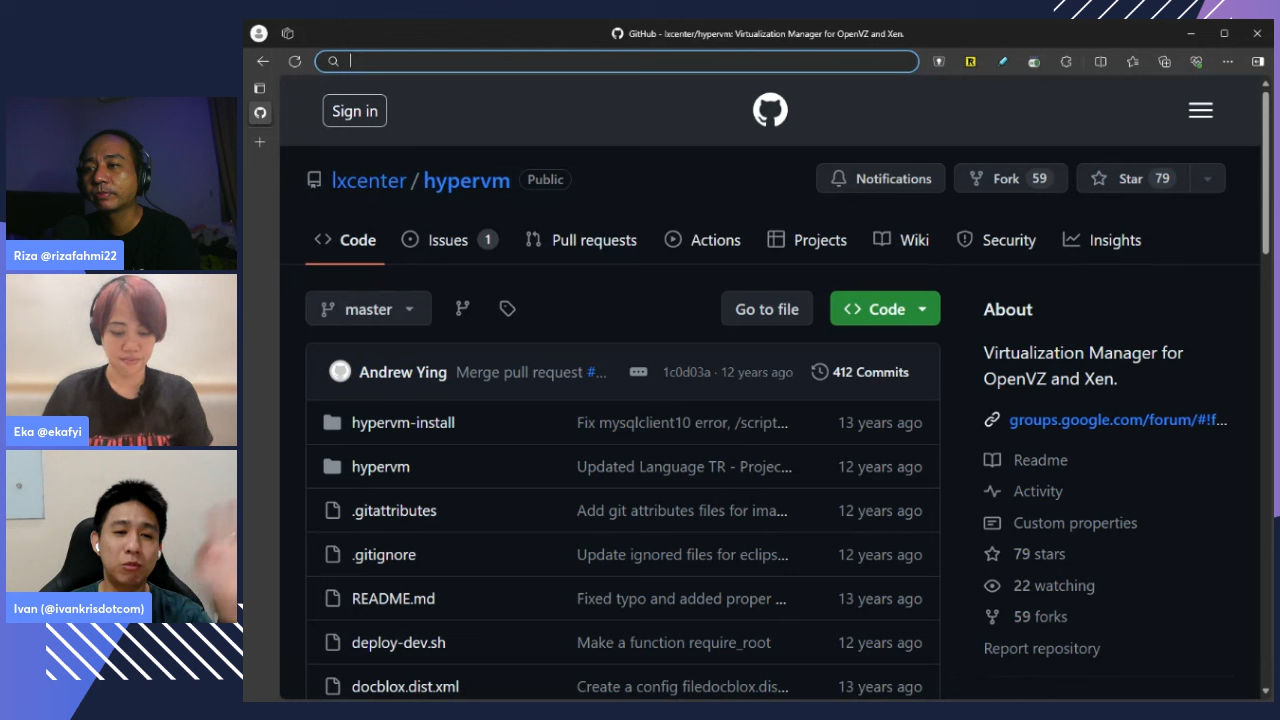 GitHub - lxcenter/hypervm: Virtualization Manager for OpenVZ and Xen.
Sign in
lxcenter / hypervm Public
Notifications
Fork 59
Star 79
Code
Issues 1
Pull requests
Actions
Projects
Wiki
Security
Insights
master
Go to file
Code
Andrew Ying Merge pull request #... 1c0d03a · 12 years ago 412 Commits
hypervm-install Fix mysqlclient10 error, /script... 13 years ago
hypervm Updated Language TR - Projec... 12 years ago
.gitattributes Add git attributes files for ima... 12 years ago
.gitignore Update ignored files for eclips... 12 years ago
README.md Fixed typo and added proper ... 13 years ago
deploy-dev.sh Make a function require_root 12 years ago
docblox.dist.xml Create a config filedocblox.dis... 13 years ago
About
Virtualization Manager for
OpenVZ and Xen.
groups.google.com/forum/#!f...
Readme
Activity
Custom properties
79 stars
22 watching
59 forks
Report repository
Riza @rizafahmi22
Eka @ekafyi
Ivan (@ivankrisdotcom)